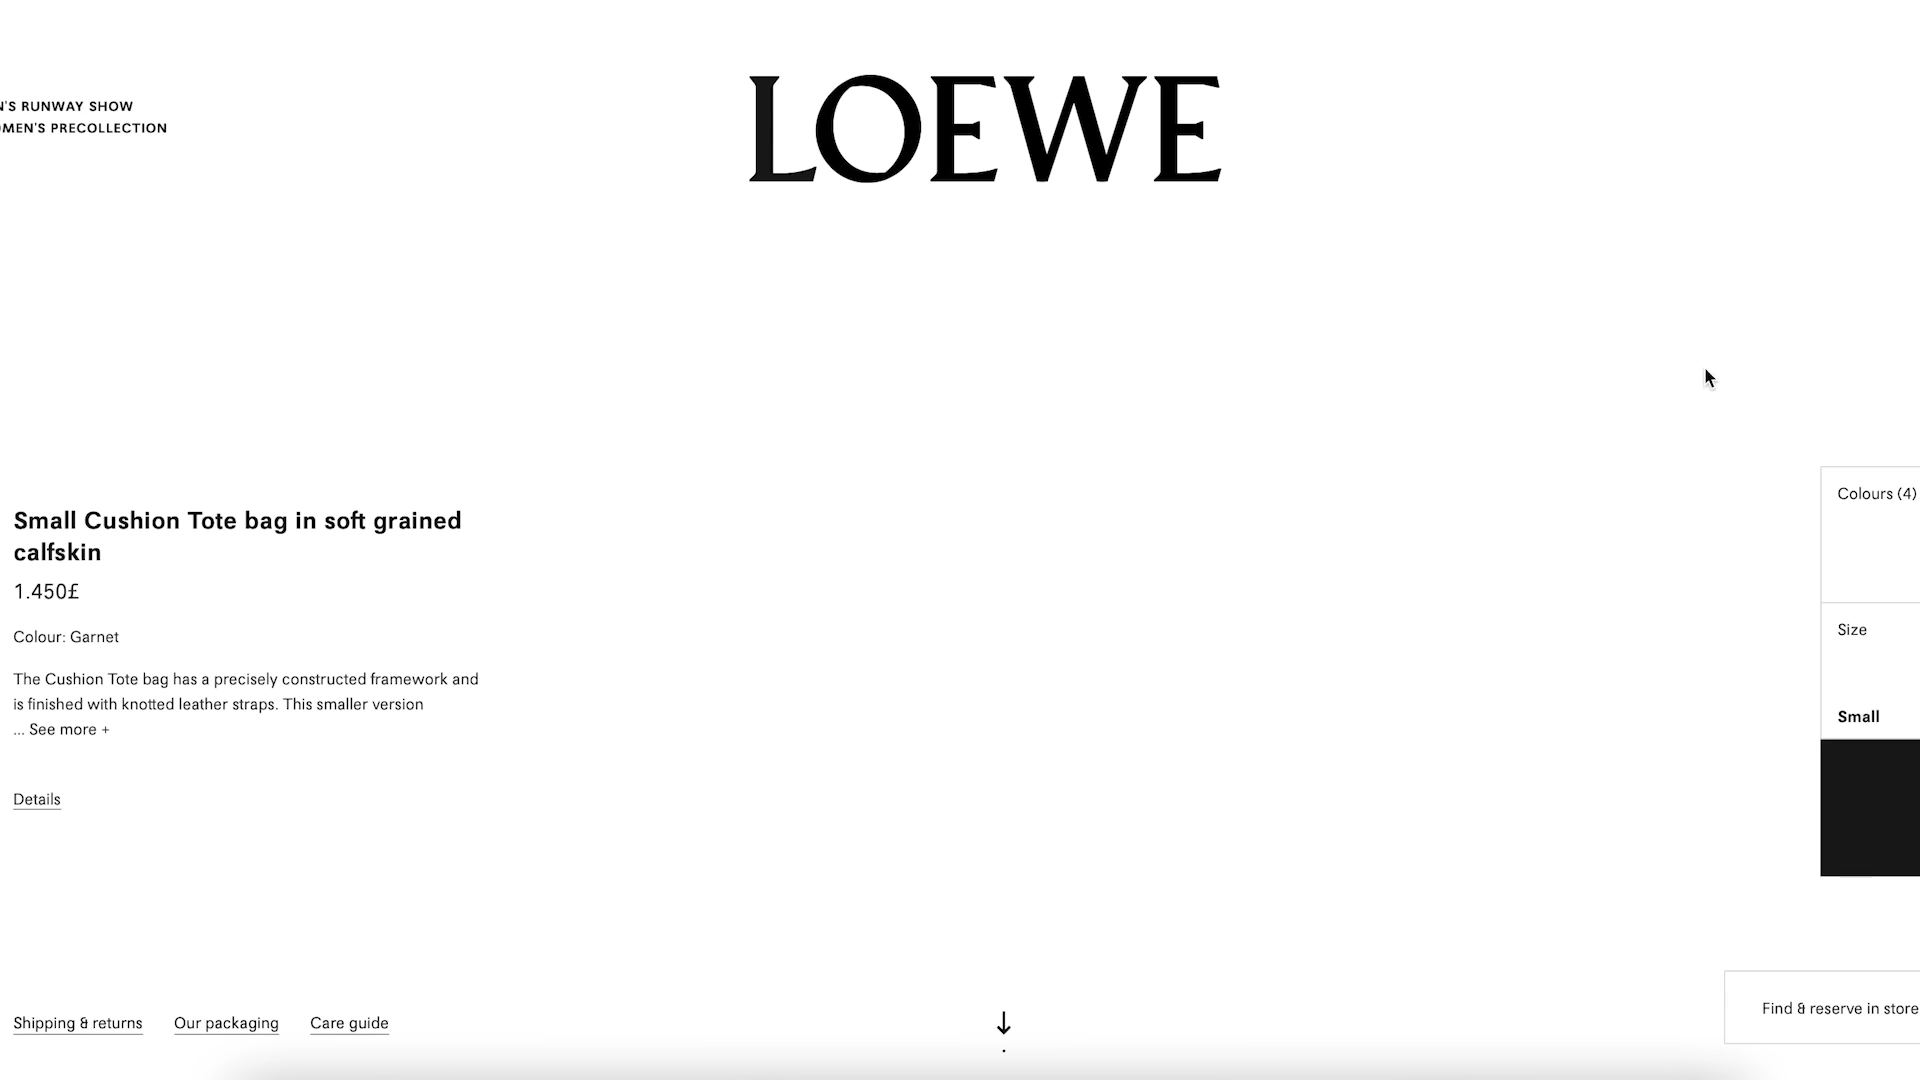 N'S RUNWAY SHOW
OMEN'S PRECOLLECTION
LOEWE
Small Cushion Tote bag in soft grained
calfskin
1.450£
Colour: Garnet
The Cushion Tote bag has a precisely constructed framework and
is finished with knotted leather straps. This smaller version
... See more +
Details
Colours (4)
Size
Small
Shipping & returns
Our packaging
Care guide
Find & reserve in store